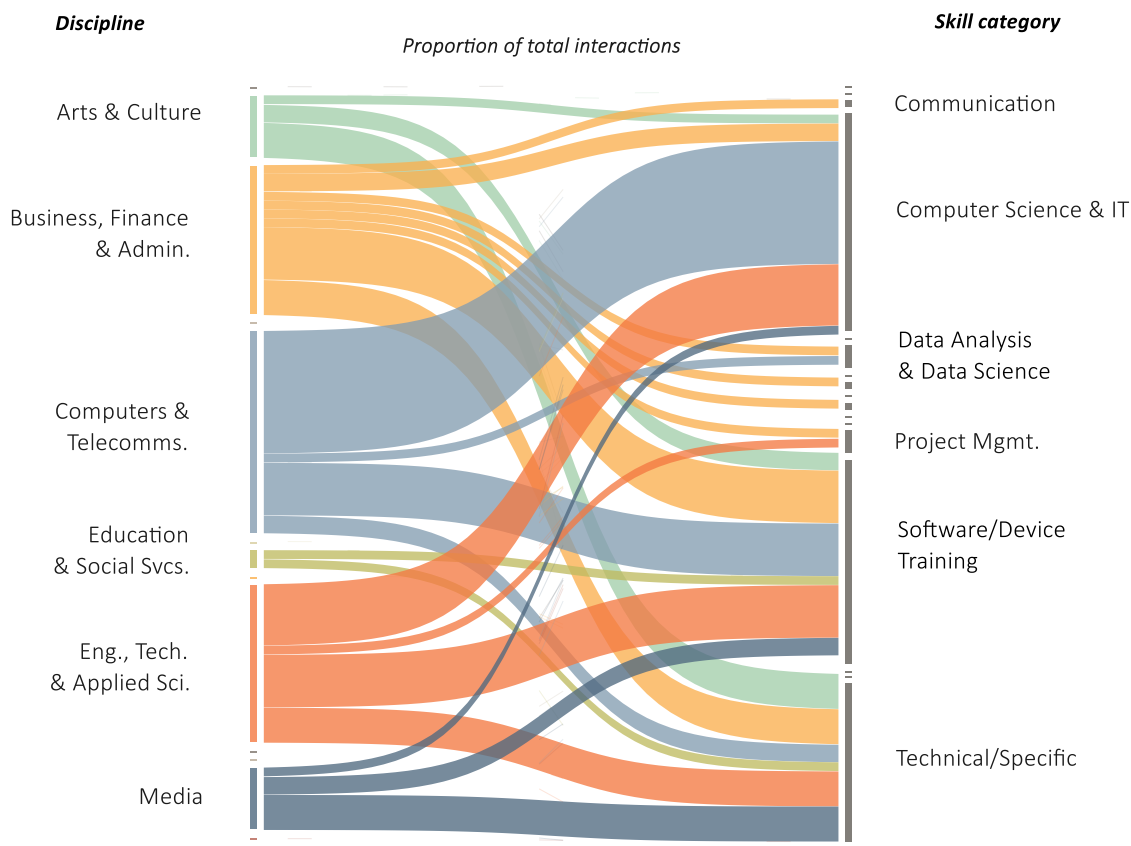 Discipline
Skill category
Proportion of total interactions
Arts & Culture
Business, Finance
& Admin.
Computers &
Telecomms.
Education
& Social Svcs.
Eng., Tech.
& Applied Sci.
Media
Communication
Computer Science & IT
Data Analysis
& Data Science
Project Mgmt.
Software/Device
Training
Technical/Specific